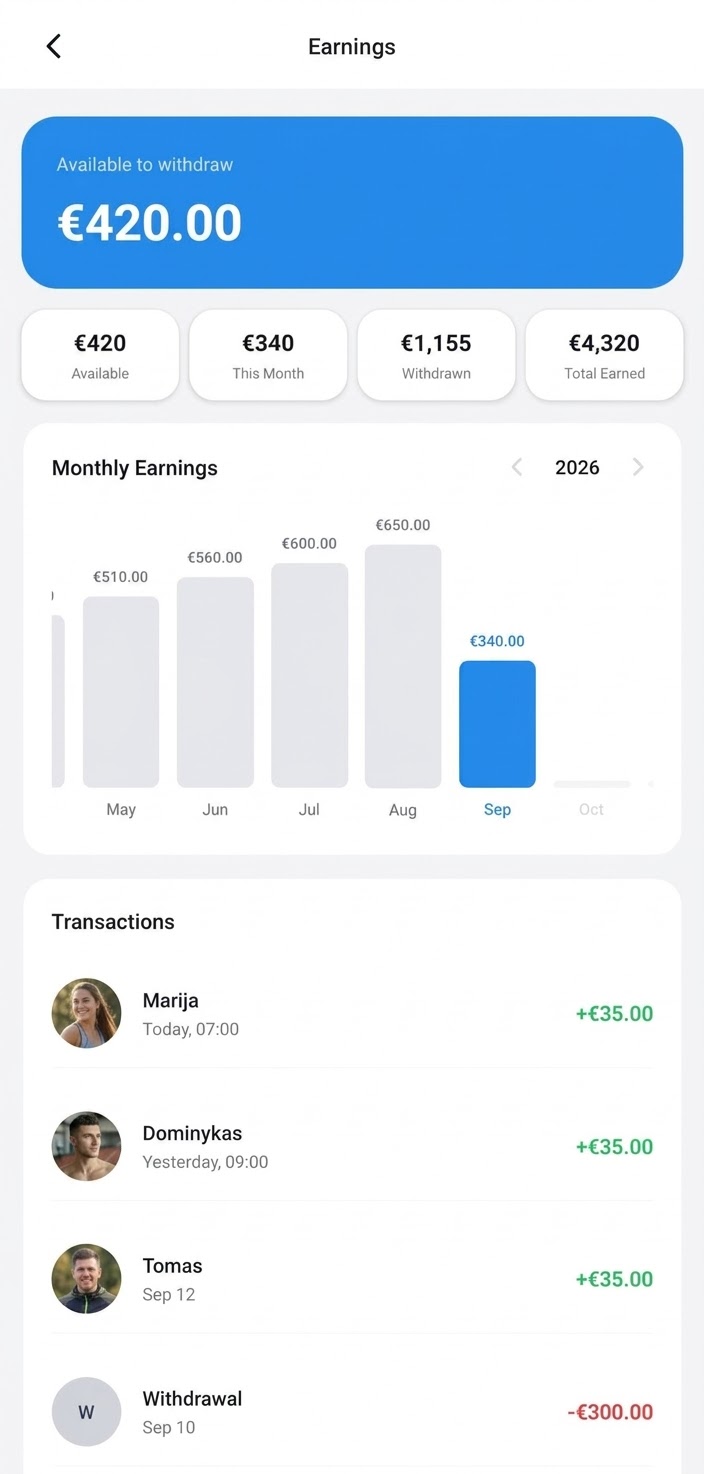 Earnings
Available to withdraw
€420.00
€420
Available
€340
This Month
€1,155
Withdrawn
€4,320
Total Earned
Monthly Earnings
2026
€510.00
€560.00
€600.00
€650.00
€340.00
May
Jun
Jul
Aug
Sep
Oct
Transactions
Marija
Today, 07:00
+€35.00
Dominykas
Yesterday, 09:00
+€35.00
Tomas
Sep 12
+€35.00
W
Withdrawal
Sep 10
-€300.00